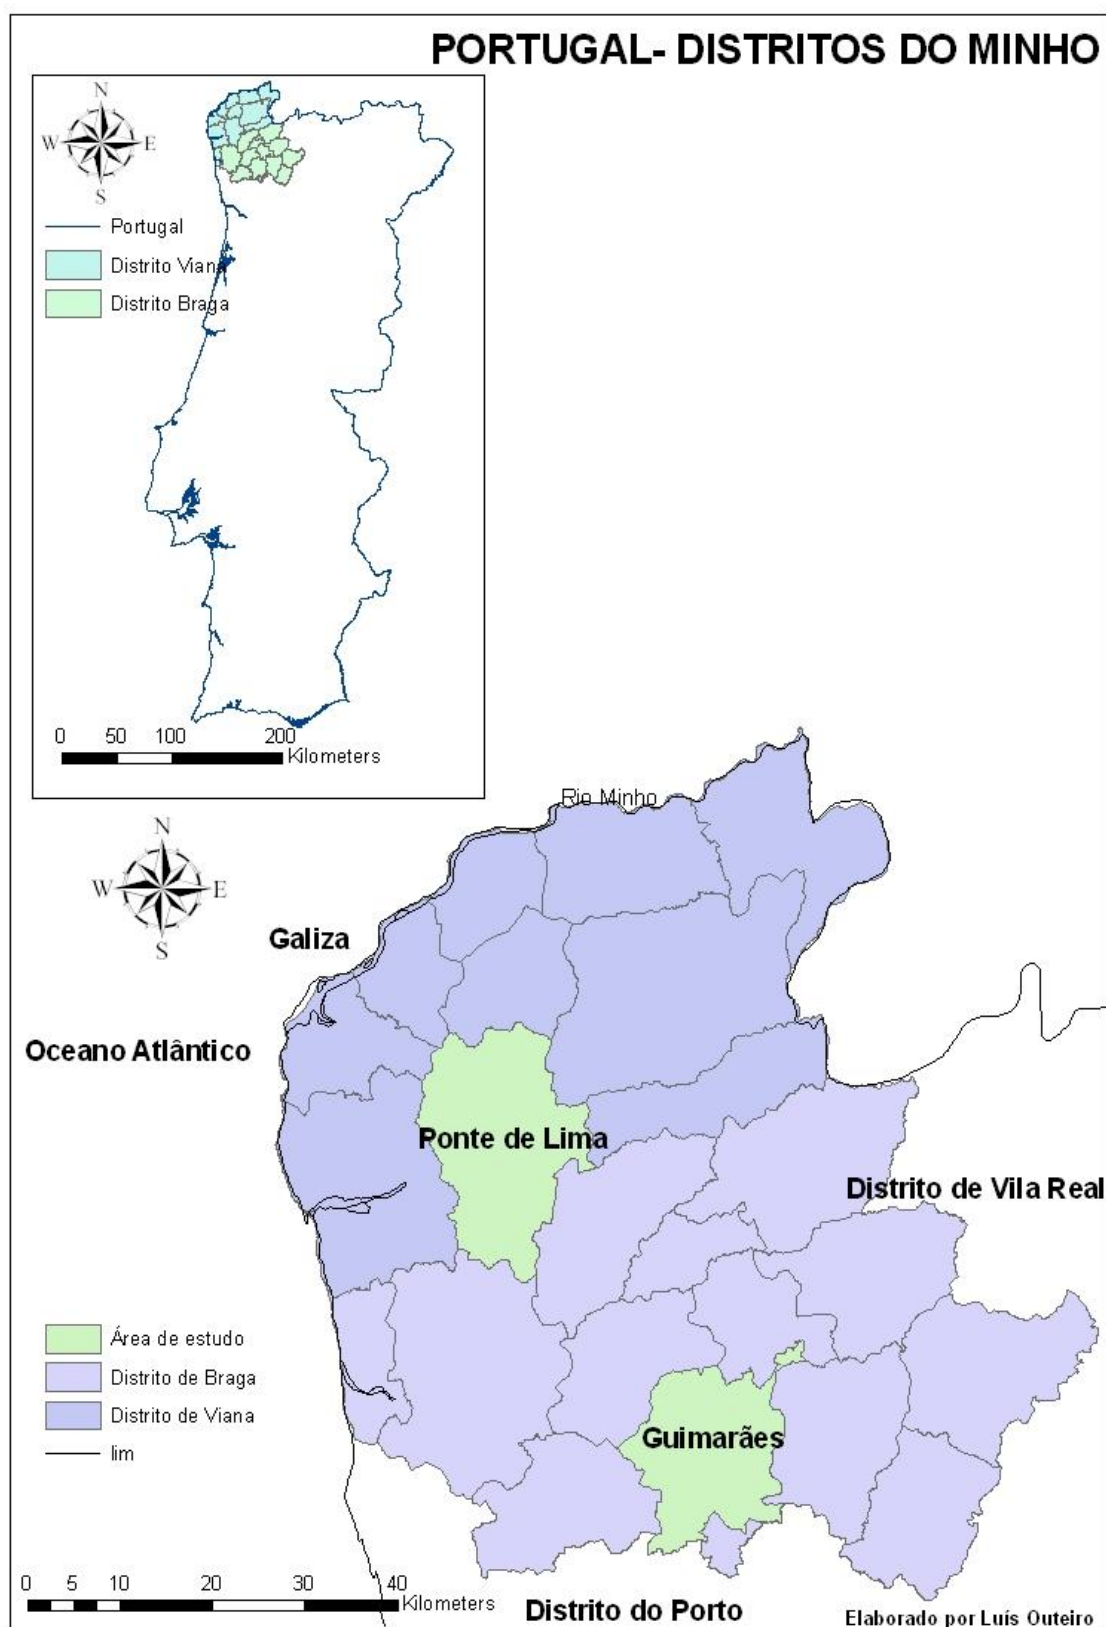 PORTUGAL- DISTRITOS DO MINHO
N
W E
S
Portugal
Distrito Viana
Distrito Braga
0 50 100 200
Kilometers
Rio Minho
N
W E
S
Galiza
Oceano Atlântico
Ponte de Lima
Distrito de Vila Real
Área de estudo
Distrito de Braga
Distrito de Viana
lim
Guimarães
0 5 10 20 30 40
Kilometers
Distrito do Porto
Elaborado por Luís Outeiro